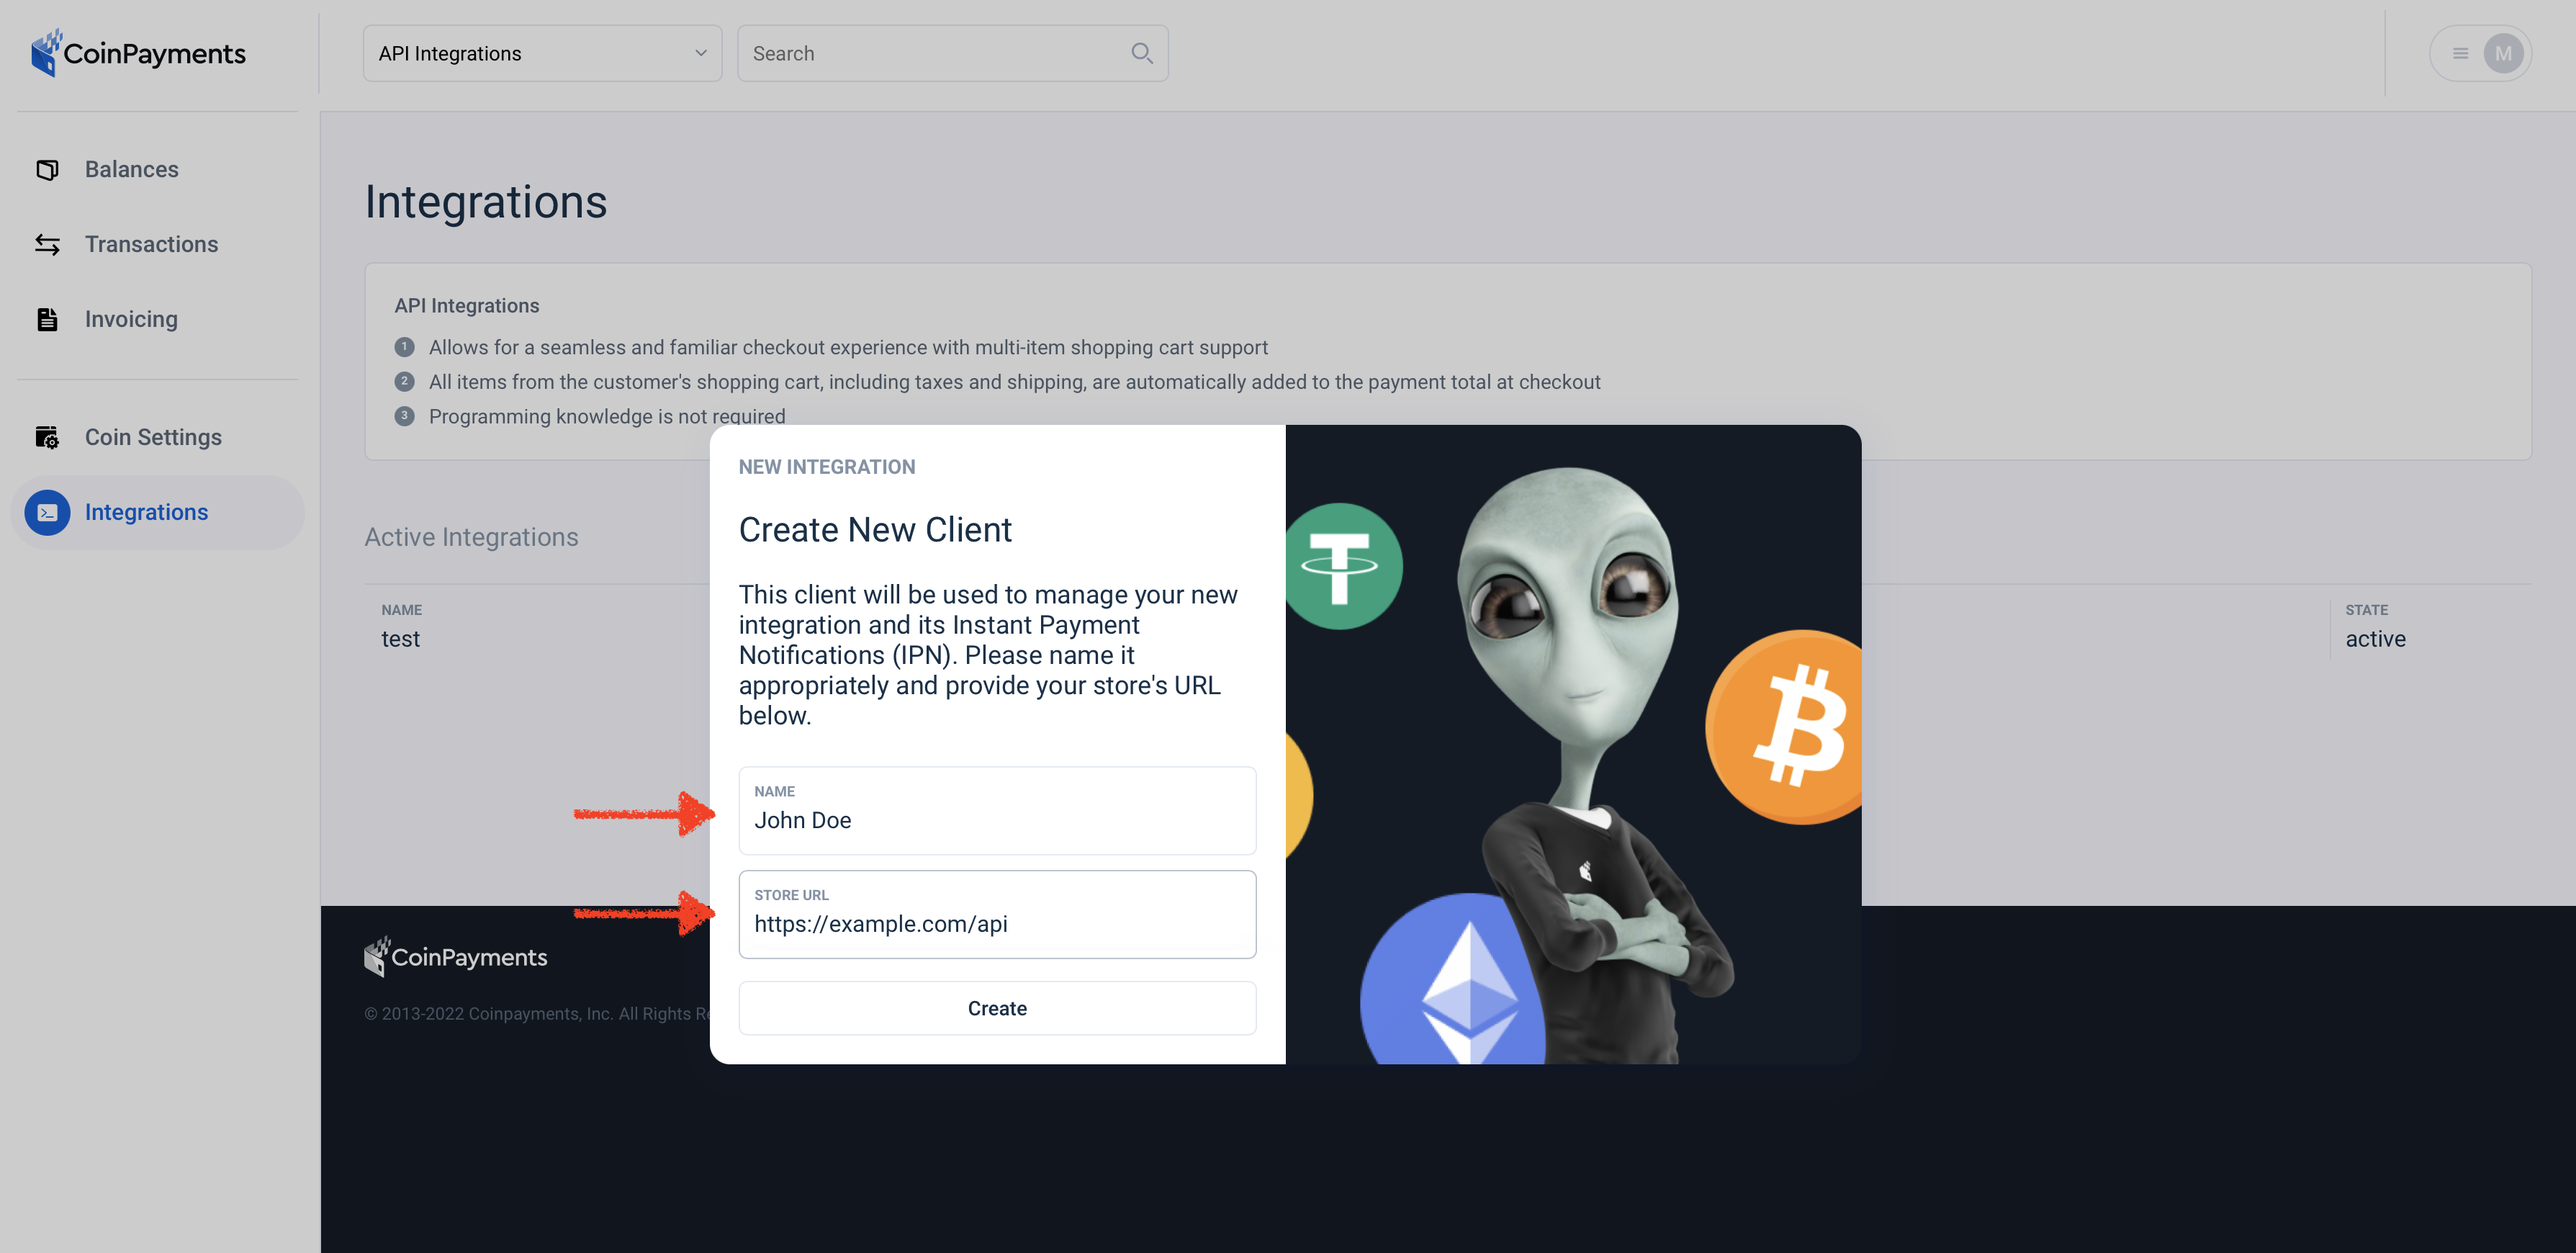 CoinPayments
API Integrations
Search
M
Balances
Transactions
Invoicing
Coin Settings
Integrations
Integrations
API Integrations
1 Allows for a seamless and familiar checkout experience with multi-item shopping cart support
2 All items from the customer's shopping cart, including taxes and shipping, are automatically added to the payment total at checkout
3 Programming knowledge is not required
Active Integrations
NAME
test
STATE
active
NEW INTEGRATION
Create New Client
This client will be used to manage your new
integration and its Instant Payment
Notifications (IPN). Please name it
appropriately and provide your store's URL
below.
NAME
John Doe
STORE URL
https://example.com/api
Create
CoinPayments
© 2013-2022 Coinpayments, Inc. All Rights